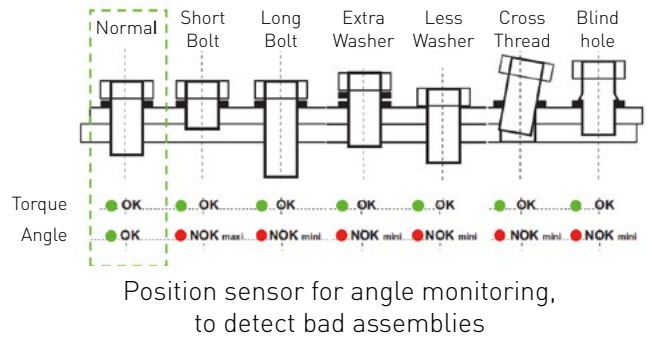 Normal Short Bolt Long Bolt Extra Washer Less Washer Cross Thread Blind hole
Torque OK OK OK OK OK OK OK
Angle OK NOK maxi NOK mini NOK mini NOK mini NOK mini NOK mini
Position sensor for angle monitoring,
to detect bad assemblies